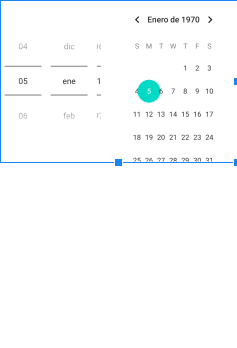 Enero de 1970
04 dic
05 ene 1
06 feb
S M T W T F S
1 2 3
4 5 6 7 8 9 10
11 12 13 14 15 16 17
18 19 20 21 22 23 24
25 26 27 28 29 30 31